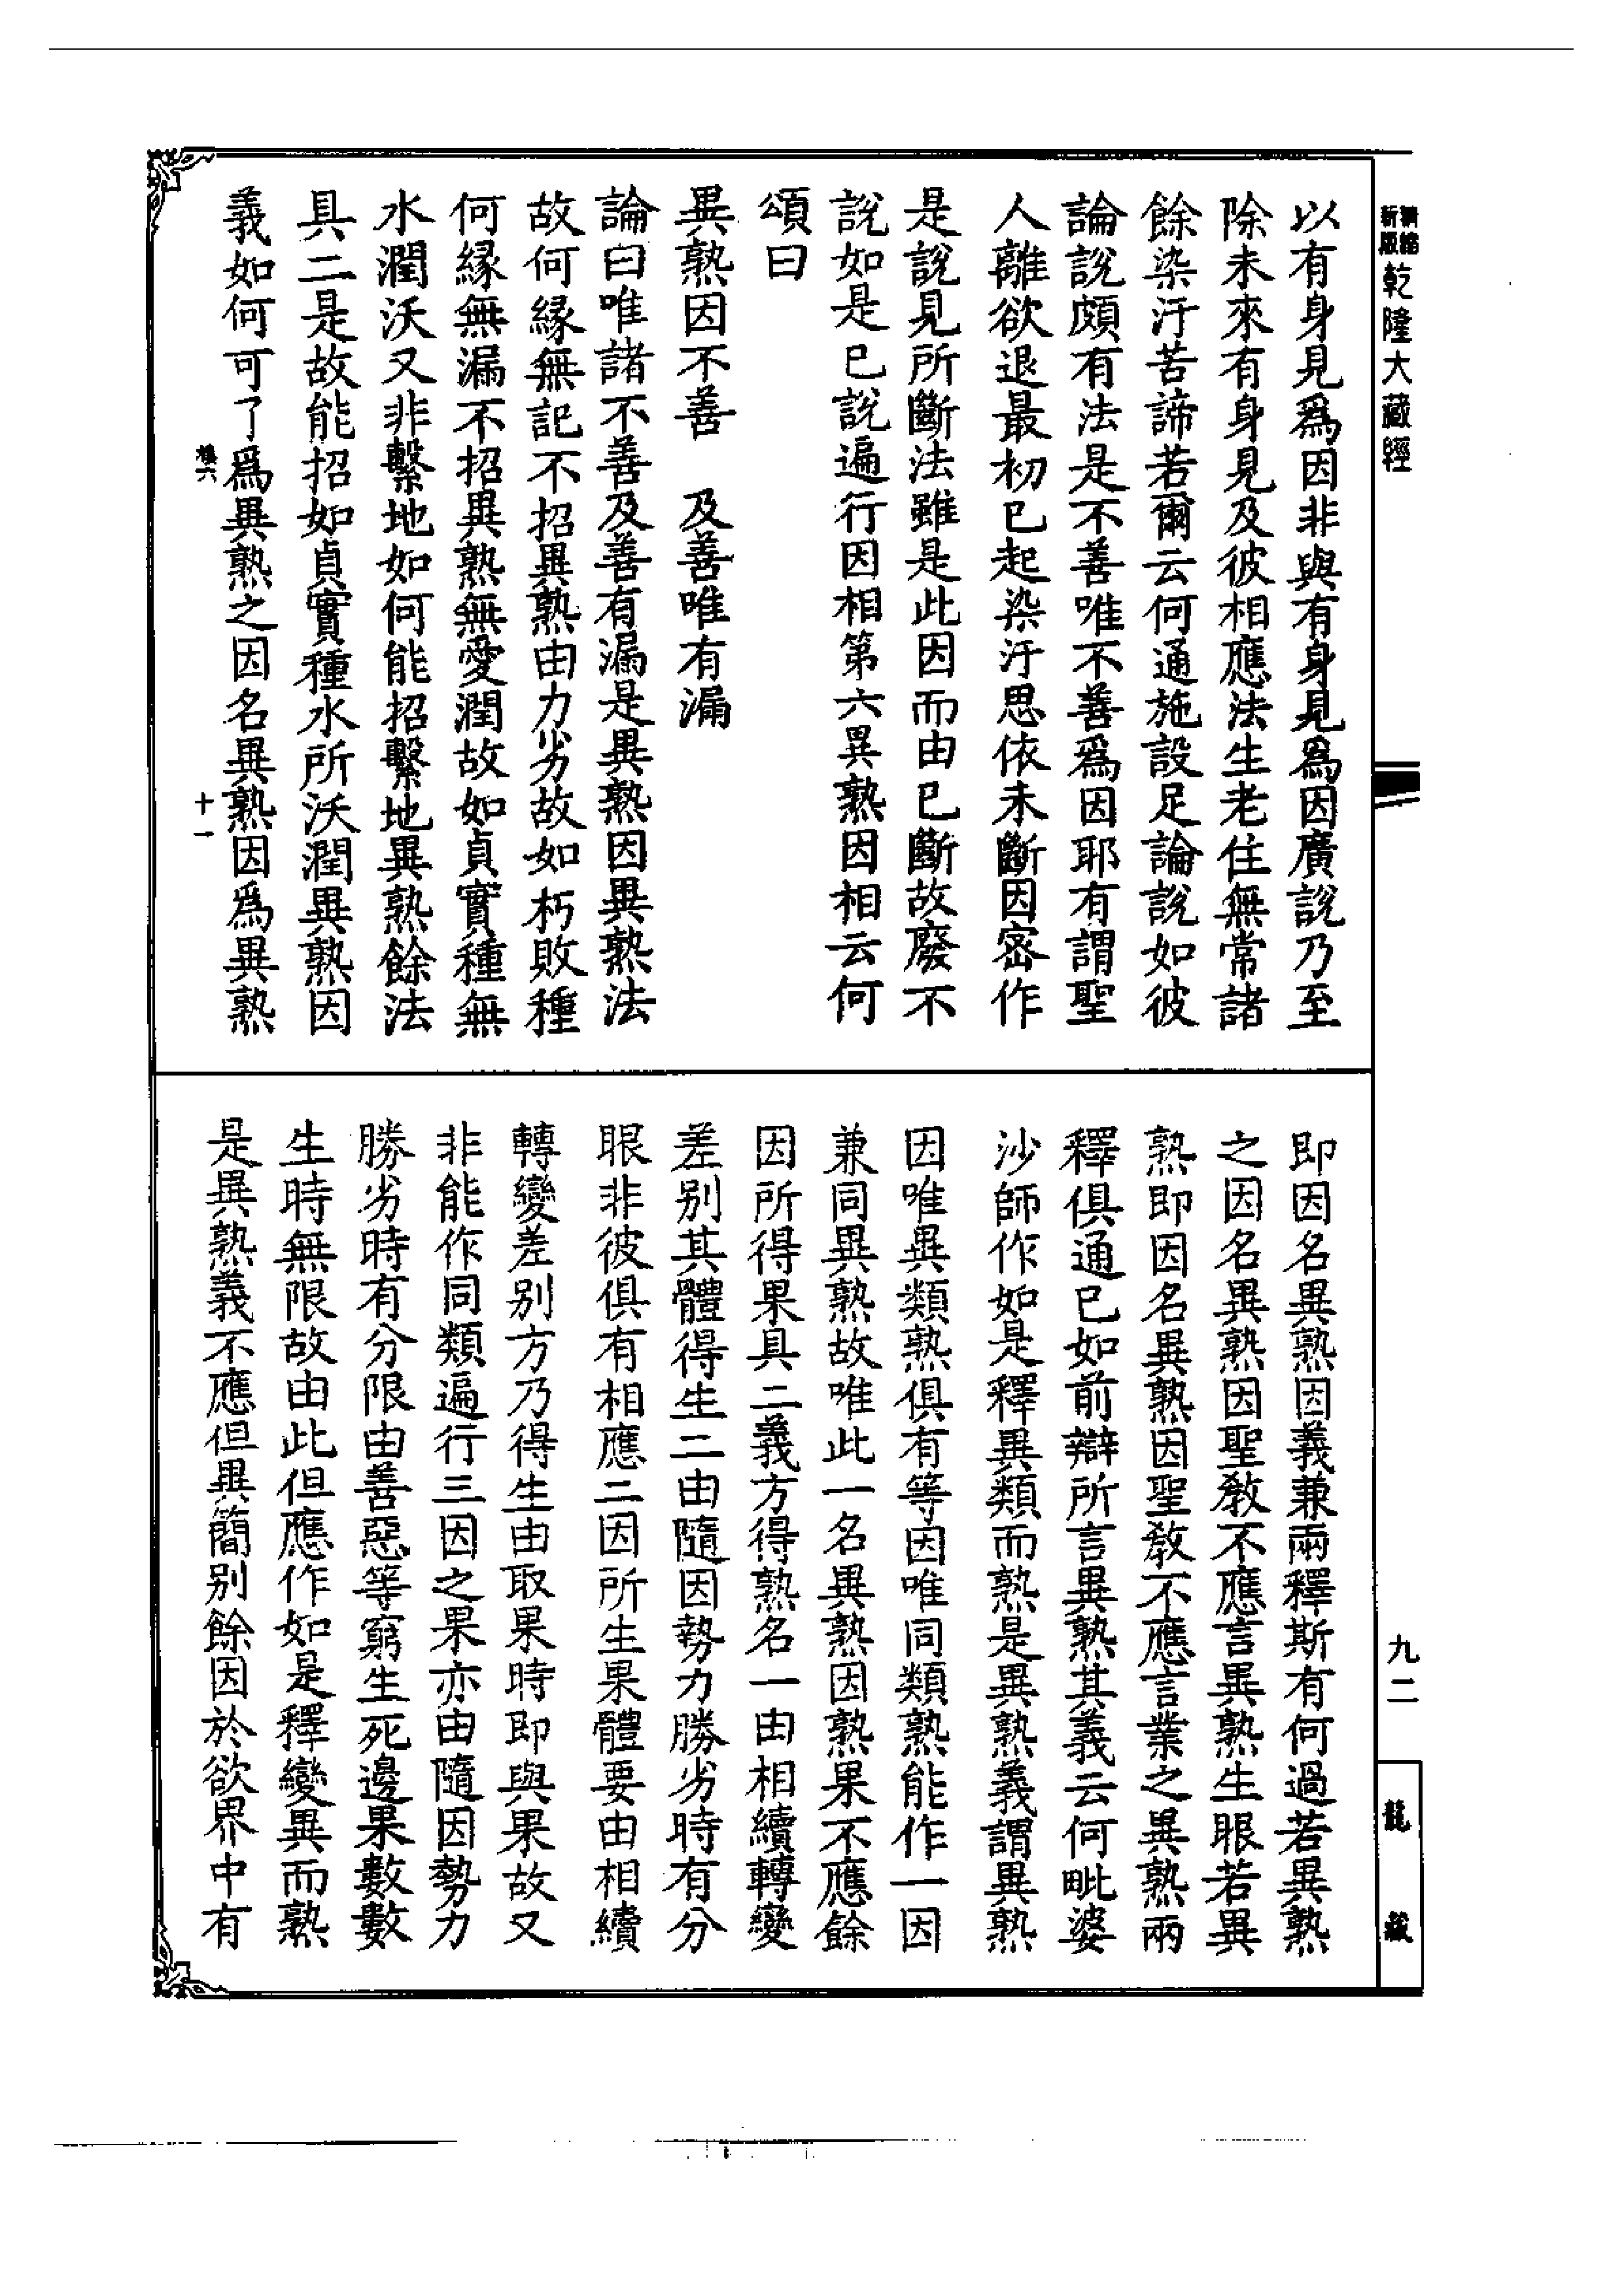 乾隆大藏經
以有身見爲因非與有身見爲因廣說乃至
除未來有身見及彼相應法生老住無常諸
餘染汙苦諦若爾云何通施設足論說如彼
論說頗有法是不善唯不善爲因耶有謂聖
人離欲退最初已起染汙思依未斷因密作
是說見所斷法雖是此因而由已斷故廢不
說如是已說遍行因相第六異熟因相云何
頌曰
異熟因不善　及善唯有漏
論曰唯諸不善及善有漏是異熟因異熟法
故何緣無記不招異熟由力劣故如朽敗種
何緣無漏不招異熟無愛潤故如貞實種無
水潤沃又非繫地如何能招繫地異熟餘法
具二是故能招如貞實種水所沃潤異熟因
義如何可了爲異熟之因名異熟因爲異熟
十一
即因名異熟因義兼兩釋斯有何過若異熟
之因名異熟因聖敎不應言異熟生眼若異
熟即因名異熟因聖敎不應言業之異熟兩
釋俱通已如前辯所言異熟其義云何毗婆
沙師作如是釋異類而熟是異熟義謂異熟
因唯異類熟俱有等因唯同類熟能作一因
兼同異熟故唯此一名異熟因熟果不應餘
因所得果具二義方得熟名一由相續轉變
差别其體得生二由隨因勢力勝劣時有分
眼非彼俱有相應二因所生果體要由相續
轉變差别方乃得生由取果時即與果故又
非能作同類遍行三因之果亦由隨因勢力
勝劣時有分限由善惡等窮生死邊果數數
生時無限故由此但應作如是釋變異而熟
是異熟義不應但異簡别餘因於欲界中有
九二
龍藏